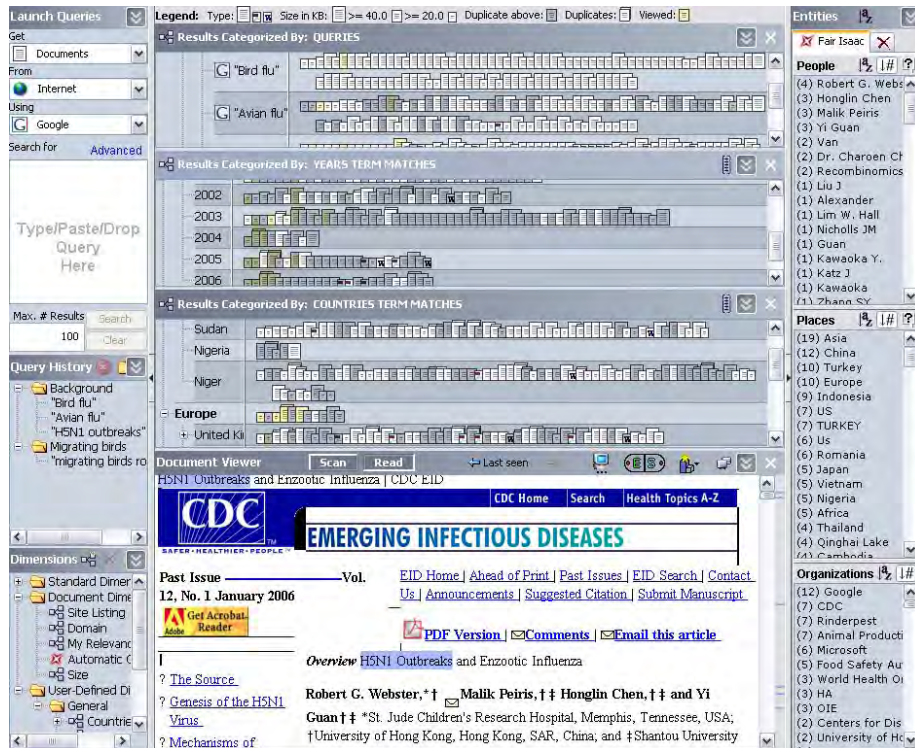 Launch Queries
Get
Documents
From
Internet
Using
Google
Search for Advanced
Type/Paste/Drop
Query
Here
Max. # Results Search
100 Clear
Query History
Background
"Bird flu"
"Avian flu"
"H5N1 outbreaks"
Migrating birds
"migrating birds ro
Dimensions
Standard Dimer
Document Dime
Site Listing
Domain
My Relevanc
Automatic C
Size
User-Defined Di
General
Countrie
Legend: Type: Size in KB: >= 40.0 >= 20.0 Duplicate above: Duplicates: Viewed:
Results Categorized By: QUERIES
"Bird flu"
"Avian flu"
Results Categorized By: YEARS TERM MATCHES
2002
2003
2004
2005
2006
Results Categorized By: COUNTRIES TERM MATCHES
Sudan
Nigeria
Niger
Europe
United Ki
Document Viewer Scan Read Last seen
H5N1 Outbreaks and Enzootic Influenza | CDC EID
CDC Home Search Health Topics A-Z
CDC
TM
SAFER·HEALTHIER·PEOPLE
EMERGING INFECTIOUS DISEASES
Past Issue Vol.
12, No. 1 January 2006
Get Acrobat
Reader
Adobe
EID Home | Ahead of Print | Past Issues | EID Search | Contact
Us | Announcements | Suggested Citation | Submit Manuscript
PDF Version | Comments | Email this article
Overview H5N1 Outbreaks and Enzootic Influenza
? The Source
? Genesis of the H5N1
Virus
? Mechanisms of
Robert G. Webster,*† Malik Peiris,†‡ Honglin Chen,†‡ and Yi
Guan†‡ *St. Jude Children's Research Hospital, Memphis, Tennessee, USA;
†University of Hong Kong, Hong Kong, SAR, China; and ‡Shantou University
Entities
Fair Isaac
People
(4) Robert G. Webs
(3) Honglin Chen
(3) Malik Peiris
(3) Yi Guan
(2) Van
(2) Dr. Charoen Ch
(2) Recombinomics
(1) Liu J
(1) Alexander
(1) Lim W. Hall
(1) Nicholls JM
(1) Guan
(1) Kawaoka Y.
(1) Katz J
(1) Kawaoka
(1) Zhang SY
Places
(19) Asia
(12) China
(10) Turkey
(10) Europe
(9) Indonesia
(7) US
(7) TURKEY
(6) Us
(6) Romania
(5) Japan
(5) Vietnam
(5) Nigeria
(5) Africa
(4) Thailand
(4) Qinghai Lake
(4) Cambodia
Organizations
(12) Google
(7) CDC
(7) Rinderpest
(7) Animal Producti
(6) Microsoft
(5) Food Safety Au
(3) World Health Or
(3) HA
(3) OIE
(2) Centers for Dis
(2) University of Ho